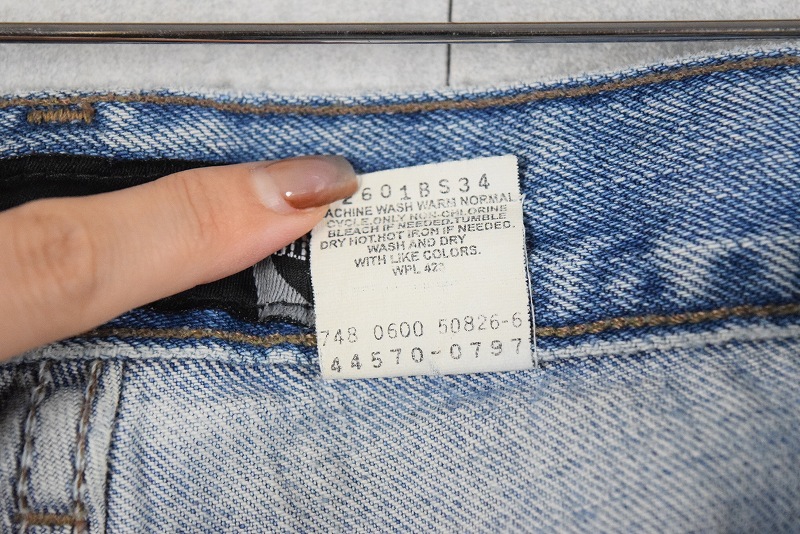 2601BS34
ACHINE WASH WARM NORMAL
CYCLE.ONLY NON-CHLORINE
BLEACH IF NEEDED.TUMBLE
DRY HOT.HOT IRON IF NEEDED.
WASH AND DRY
WITH LIKE COLORS.
WPL 423
748 0600 50826-6
44570-0797